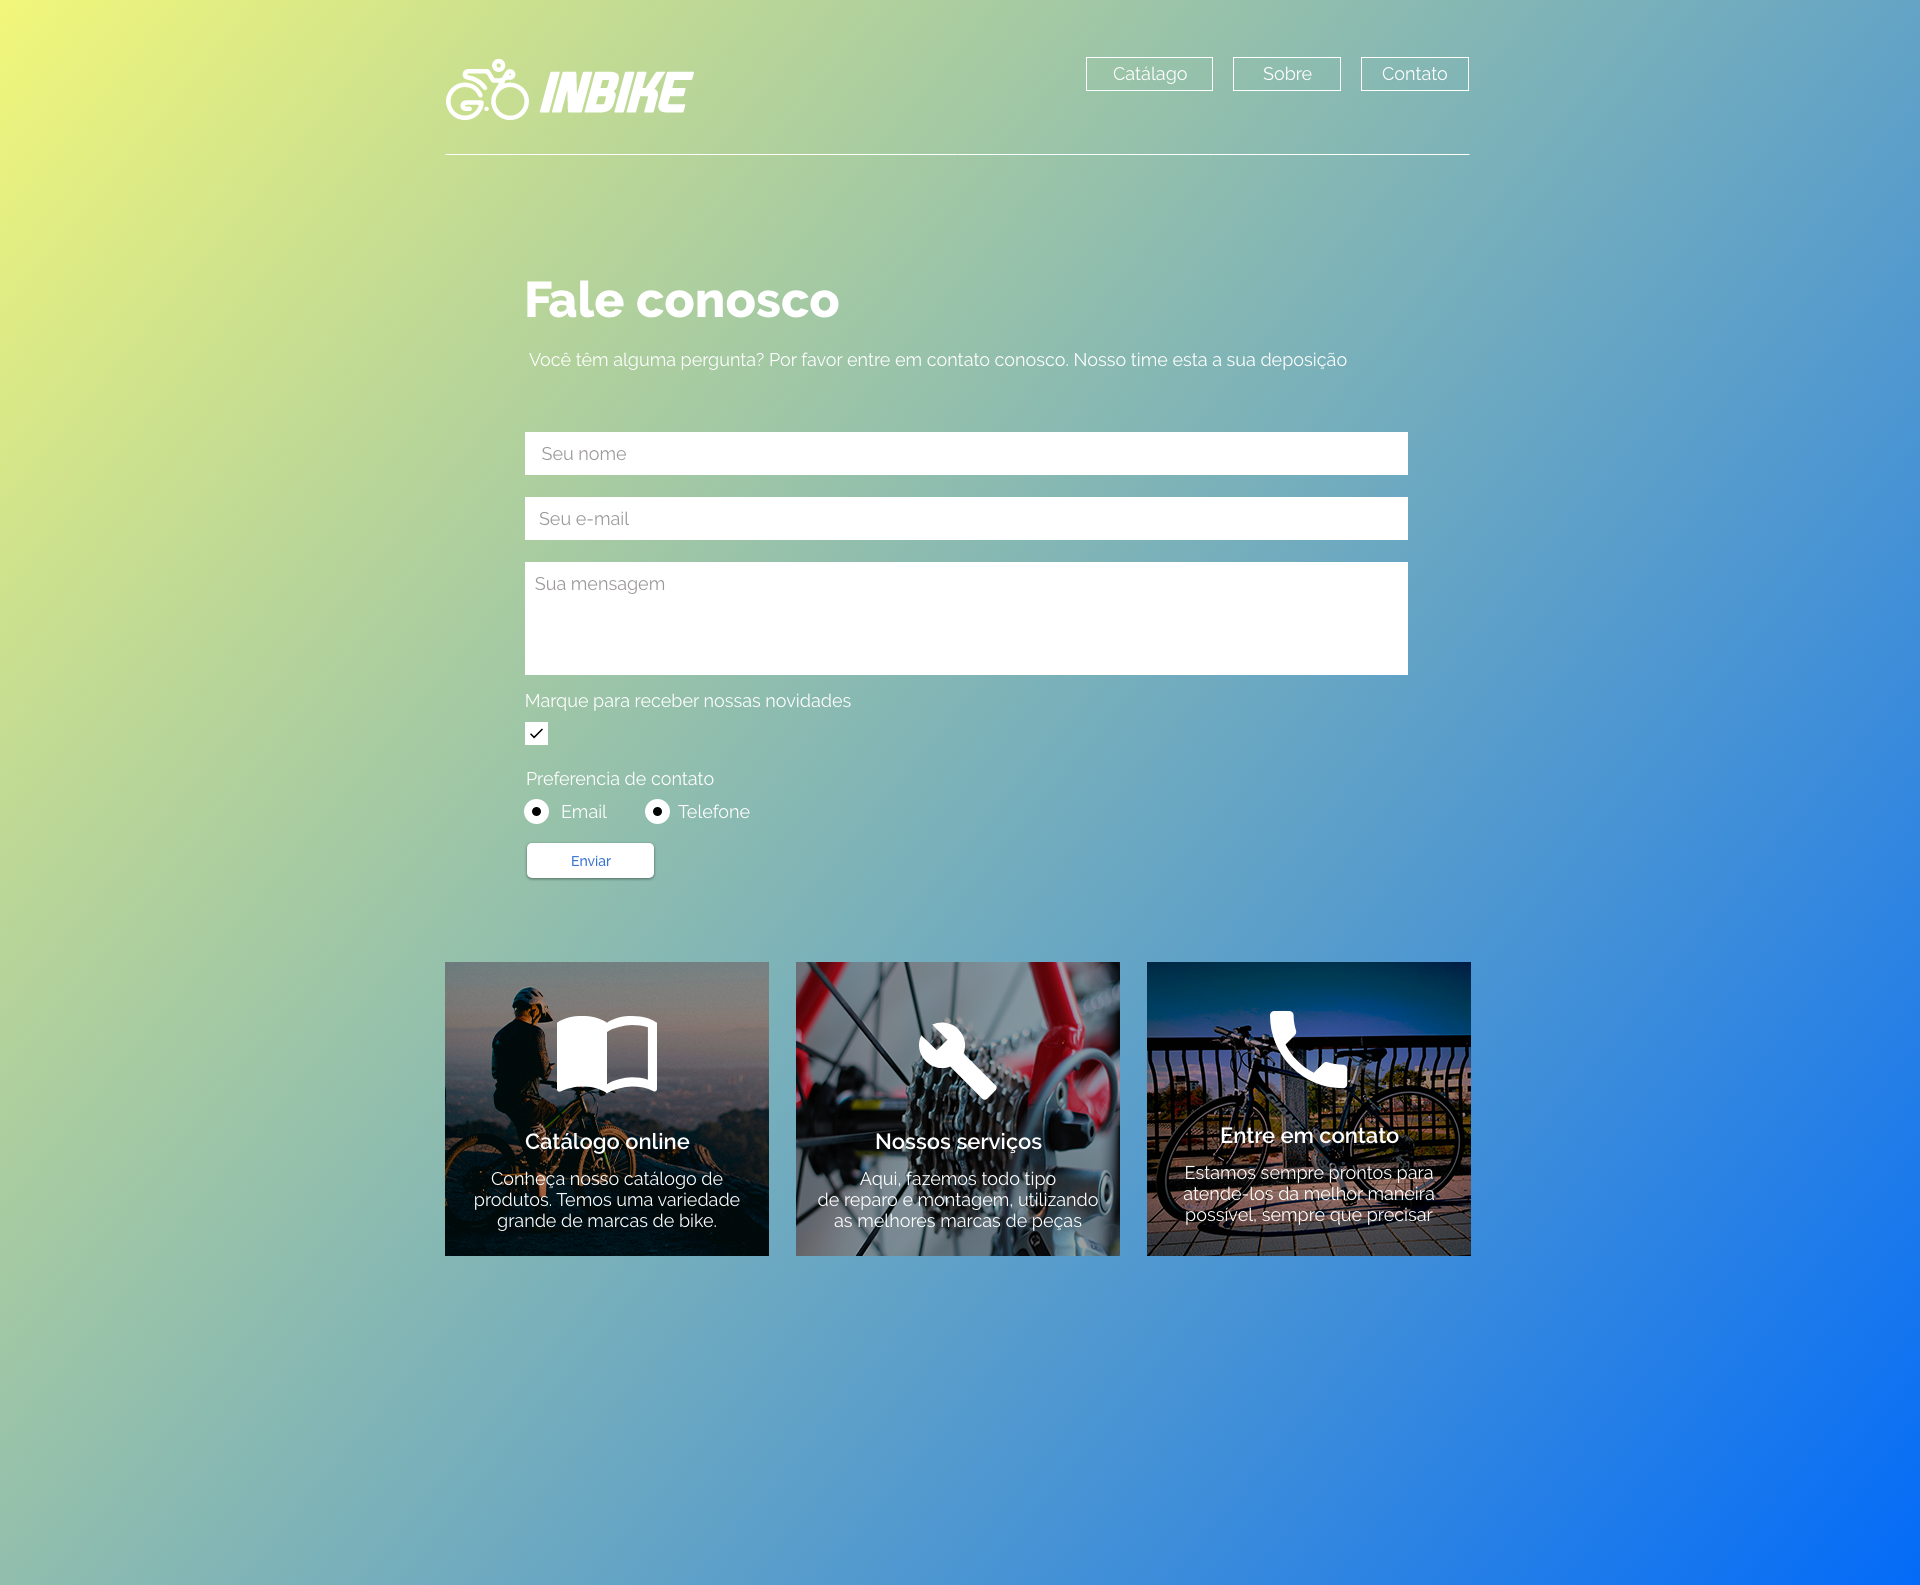 INBIKE
Catálago
Sobre
Contato
Fale conosco
Você têm alguma pergunta? Por favor entre em contato conosco. Nosso time esta a sua deposição
Seu nome
Seu e-mail
Sua mensagem
Marque para receber nossas novidades
Preferencia de contato
Email
Telefone
Enviar
Catálogo online
Conheça nosso catálogo de
produtos. Temos uma variedade
grande de marcas de bike.
Nossos serviços
Aqui, fazemos todo tipo
de reparo e montagem, utilizando
as melhores marcas de peças
Entre em contato
Estamos sempre prontos para
atende-los da melhor maneira
possível, sempre que precisar